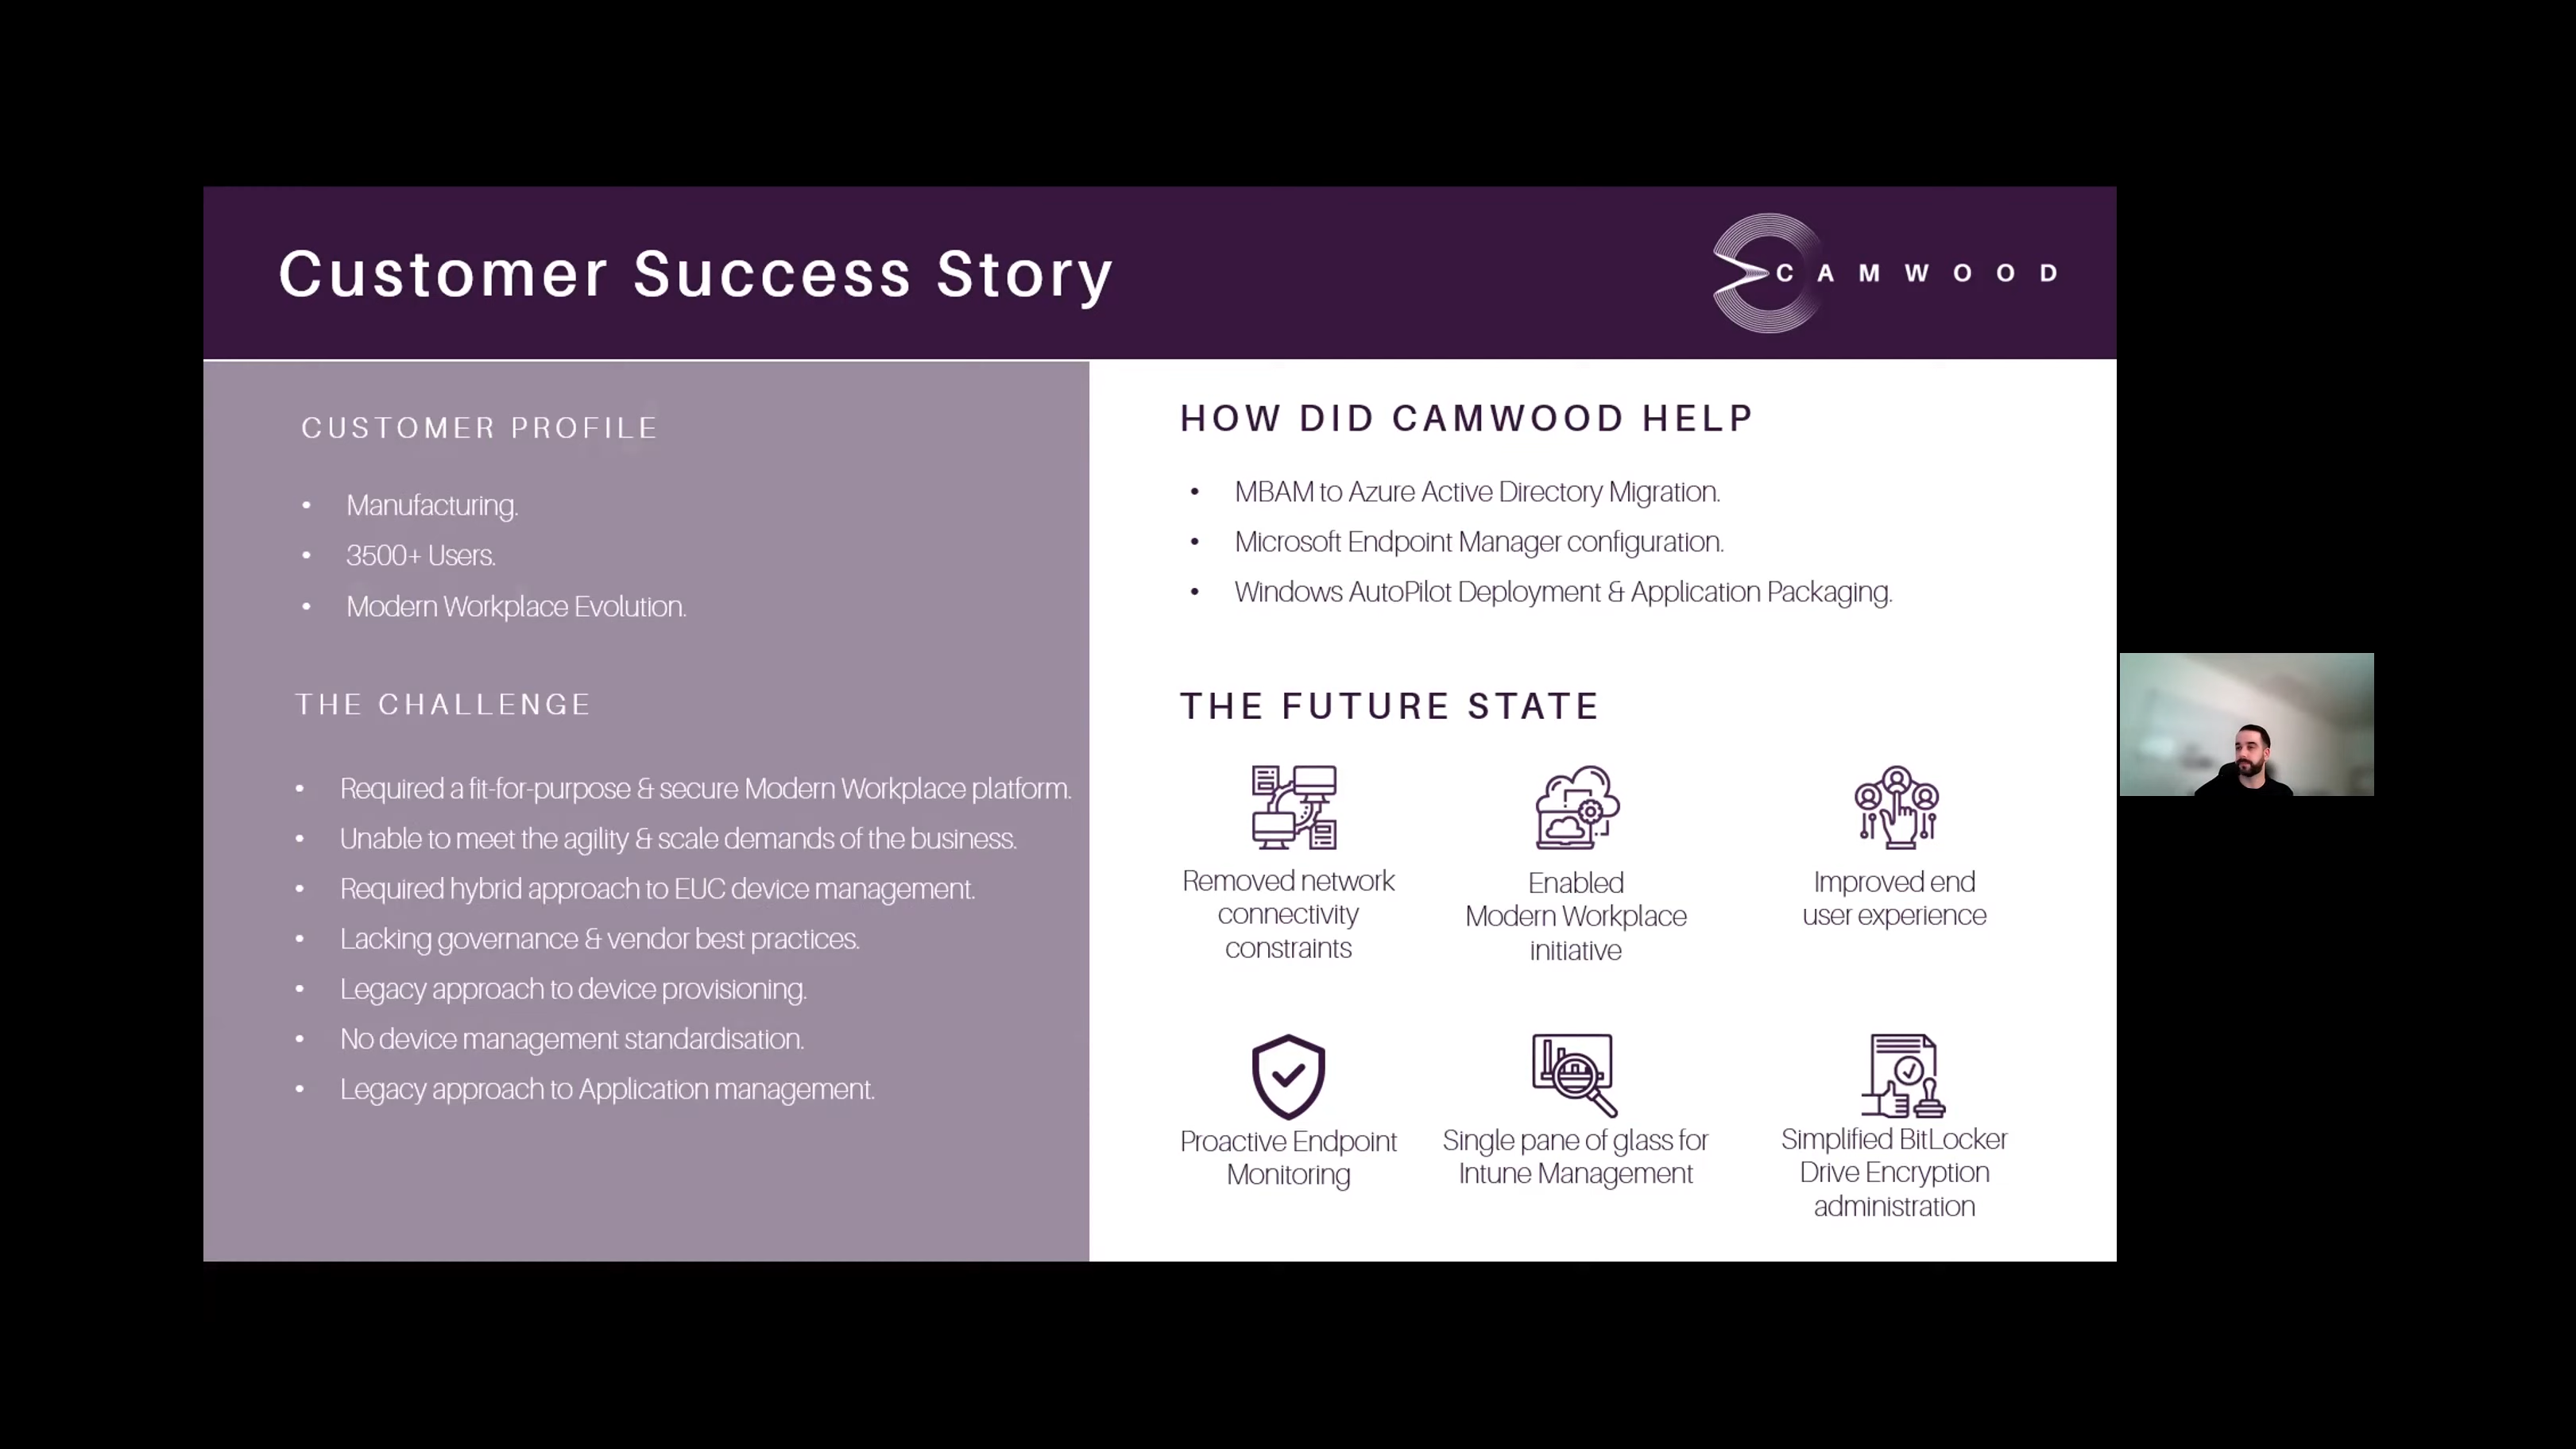 Customer Success Story
CAMWOOD
CUSTOMER PROFILE
• Manufacturing.
• 3500+ Users.
• Modern Workplace Evolution.
THE CHALLENGE
• Required a fit-for-purpose & secure Modern Workplace platform.
• Unable to meet the agility & scale demands of the business.
• Required hybrid approach to EUC device management.
• Lacking governance & vendor best practices.
• Legacy approach to device provisioning.
• No device management standardisation.
• Legacy approach to Application management.
HOW DID CAMWOOD HELP
• MBAM to Azure Active Directory Migration.
• Microsoft Endpoint Manager configuration.
• Windows AutoPilot Deployment & Application Packaging.
THE FUTURE STATE
Removed network
connectivity
constraints
Enabled
Modern Workplace
initiative
Improved end
user experience
Proactive Endpoint
Monitoring
Single pane of glass for
Intune Management
Simplified BitLocker
Drive Encryption
administration